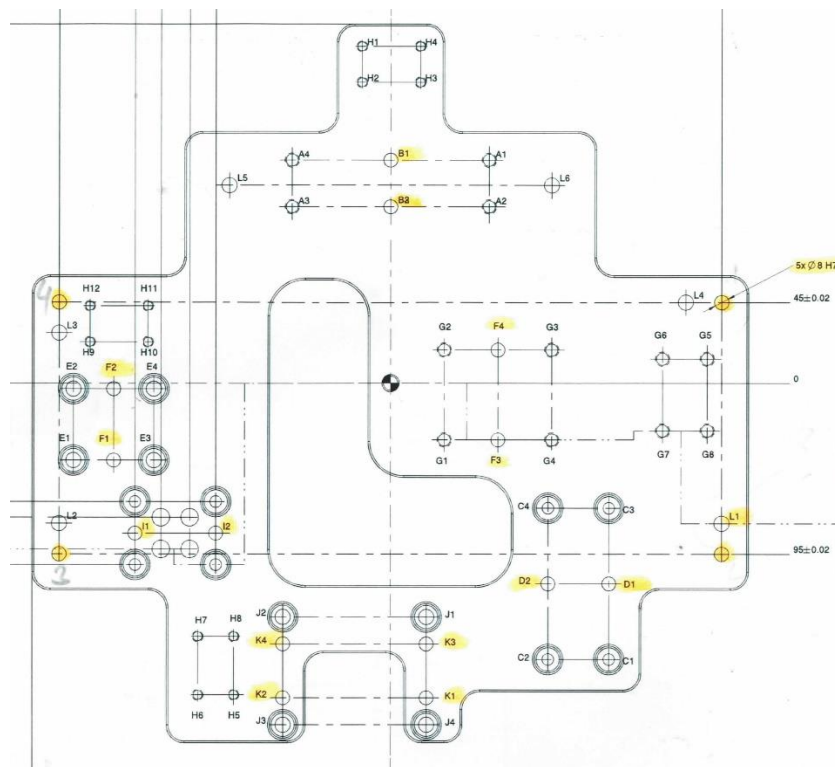 H1 H4
H2 H3
A4 B1 A1
L5 L6
A3 B2 A2
5x Ø 8 H7
4 H12 H11 L4 45±0.02
L3
G2 F4 G3
H9 H10 G6 G5
E2 F2 E4 0
E1 F1 E3
G1 F3 G4 G7 G8
C4 C3
L2 I1 I2 L1
3 95±0.02
D2 D1
H7 H8 J2 J1
K4 K3
C2 C1
H6 H5 K2 K1
J3 J4